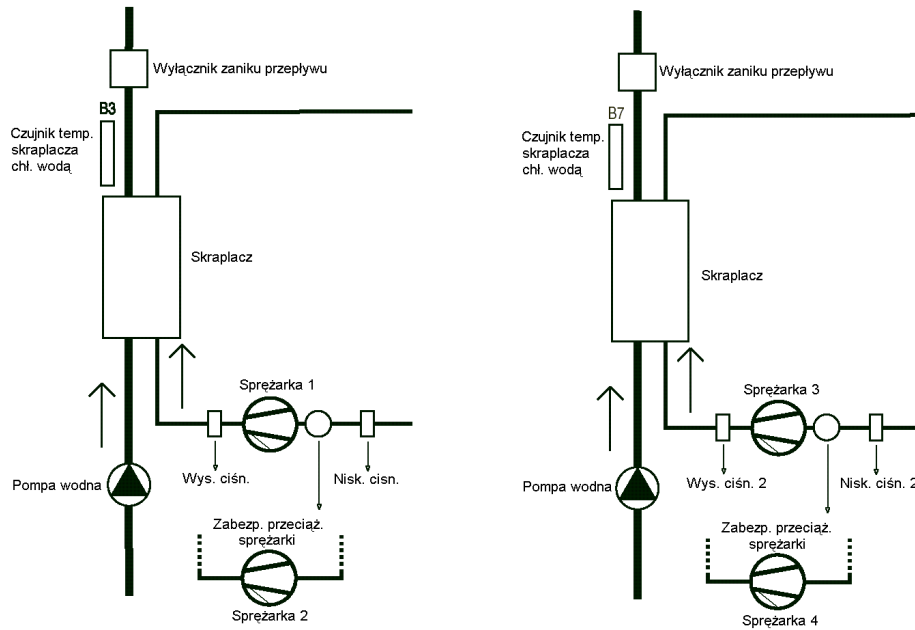 Wyłącznik zaniku przepływu
B3
Czujnik temp.
skraplacza
chł. wodą
Skraplacz
Sprężarka 1
Wys. ciśn.
Nisk. cisn.
Pompa wodna
Zabezp. przeciąż.
sprężarki
Sprężarka 2
Wyłącznik zaniku przepływu
B7
Czujnik temp.
skraplacza
chł. wodą
Skraplacz
Sprężarka 3
Wys. ciśn. 2
Nisk. ciśn. 2
Pompa wodna
Zabezp. przeciąż.
sprężarki
Sprężarka 4